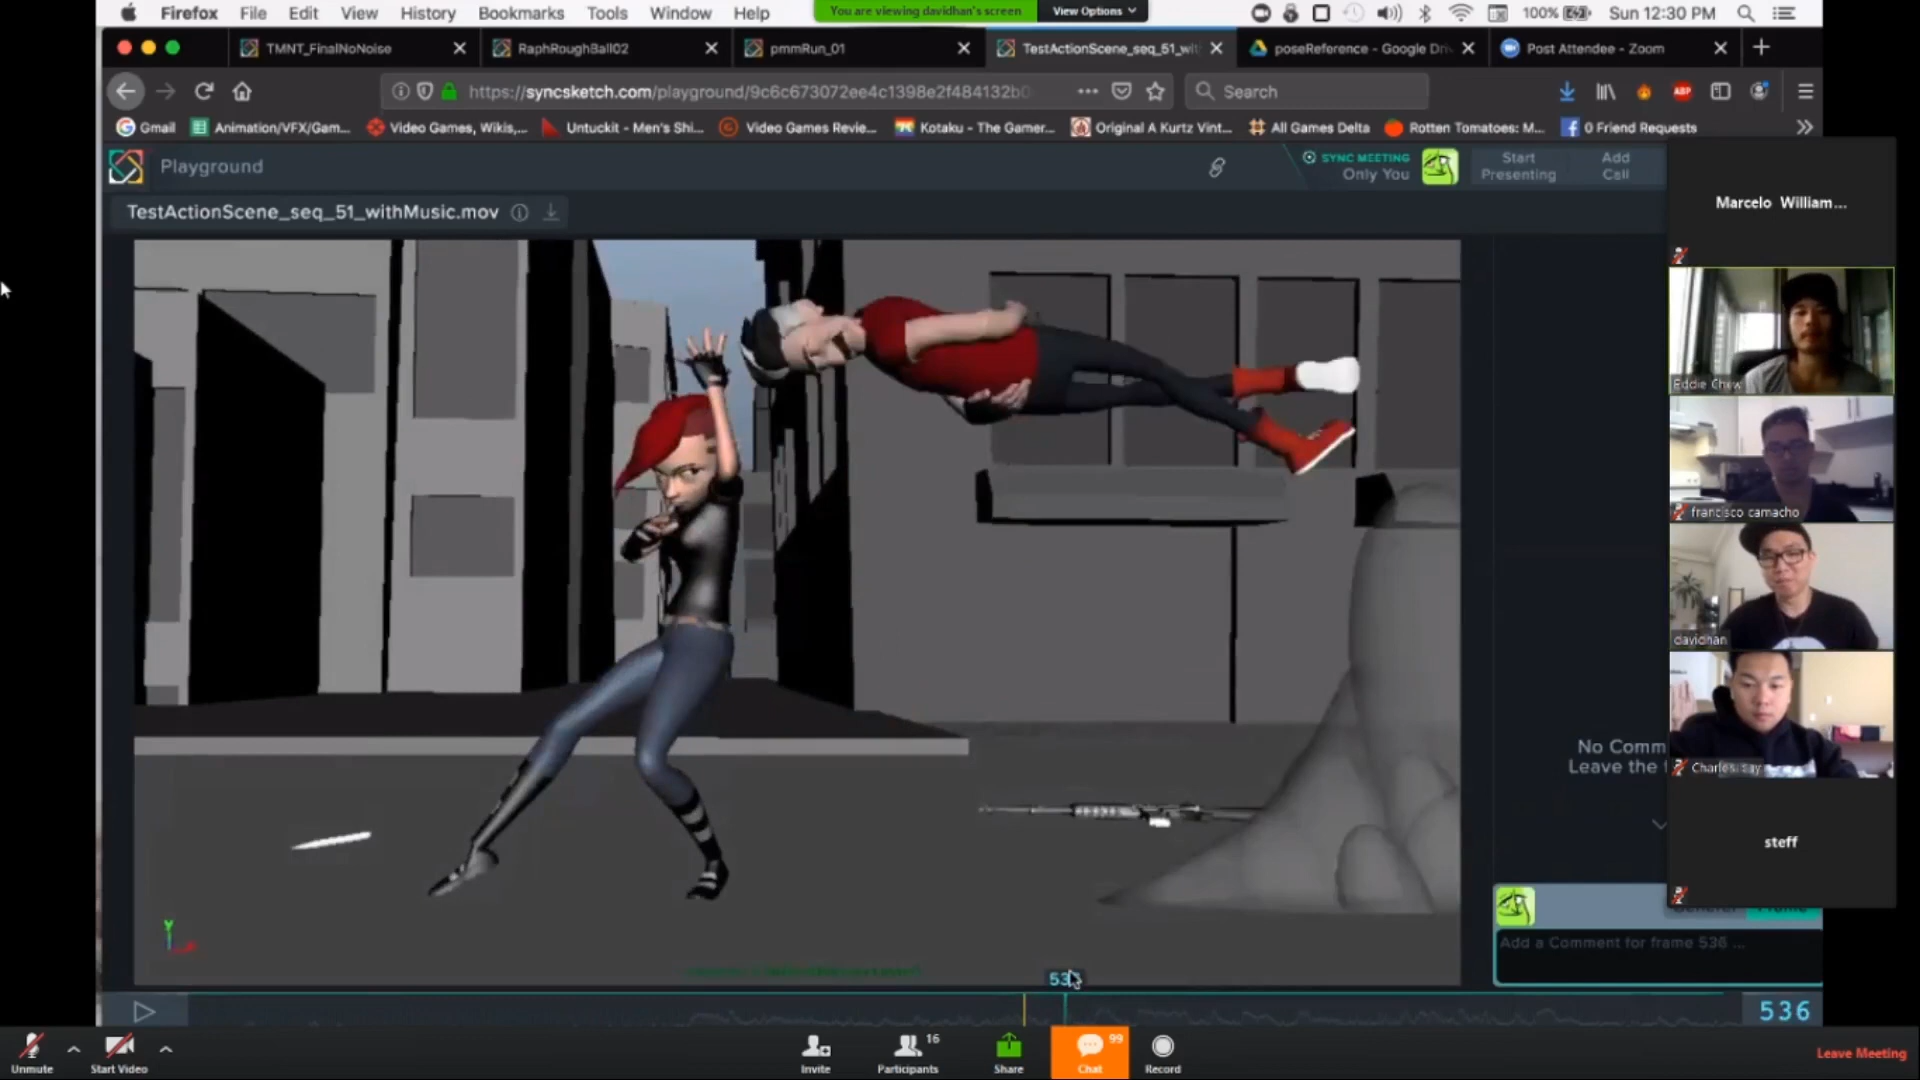 Firefox File Edit View History Bookmarks Tools Window Help
You are viewing davidhan's screen
View Options
100%
Sun 12:30 PM
TMNT_FinalNoNoise
RaphRoughBall02
pmmRun_01
TestActionScene_seq_51_wit
poseReference - Google Dri
Post Attendee - Zoom
https://syncsketch.com/playground/9c6c673072ee4c1398e2f484132b0
Search
ABP
Gmail
Animation/VFX/Gam...
Video Games, Wikis,...
Untuckit - Men's Shi...
Video Games Revie...
Kotaku - The Gamer...
Original A Kurtz Vint...
All Games Delta
Rotten Tomatoes: M...
0 Friend Requests
Playground
SYNC MEETING
Only You
Start
Presenting
Add
Call
TestActionScene_seq_51_withMusic.mov
Marcelo William...
Eddie Chew
francisco camacho
davidhan
Charles
steff
No Comm
Leave the
Add a Comment for frame 536 ...
Y
536
Unmute
Start Video
Invite
Participants
16
Share
Chat
99
Record
Leave Meeting